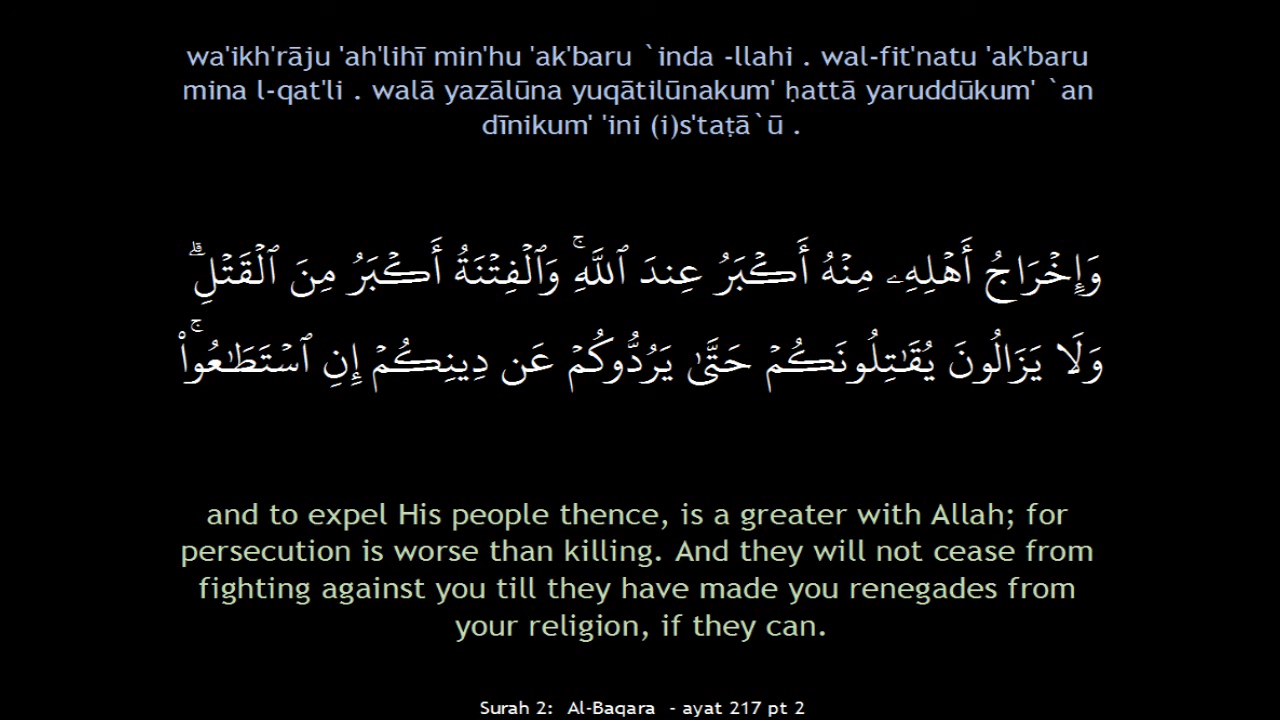 wa'ikh'rāju 'ah'lihī min'hu 'ak'baru `inda -llahi . wal-fit'natu 'ak'baru
mina l-qat'li . walā yazālūna yuqātilūnakum' ḥattā yaruddūkum' `an
dīnikum' 'ini (i)s'taṭā`ū .
وَإِخۡرَاجُ أَهۡلِهِۦ مِنۡهُ أَكۡبَرُ عِندَ ٱللَّهِۚ وَٱلۡفِتۡنَةُ أَكۡبَرُ مِنَ ٱلۡقَتۡلِۗ
وَلَا يَزَالُونَ يُقَٰتِلُونَكُمۡ حَتَّىٰ يَرُدُّوكُمۡ عَن دِينِكُمۡ إِنِ ٱسۡتَطَٰعُواْۚ
and to expel His people thence, is a greater with Allah; for
persecution is worse than killing. And they will not cease from
fighting against you till they have made you renegades from
your religion, if they can.
Surah 2: Al-Baqara - ayat 217 pt 2